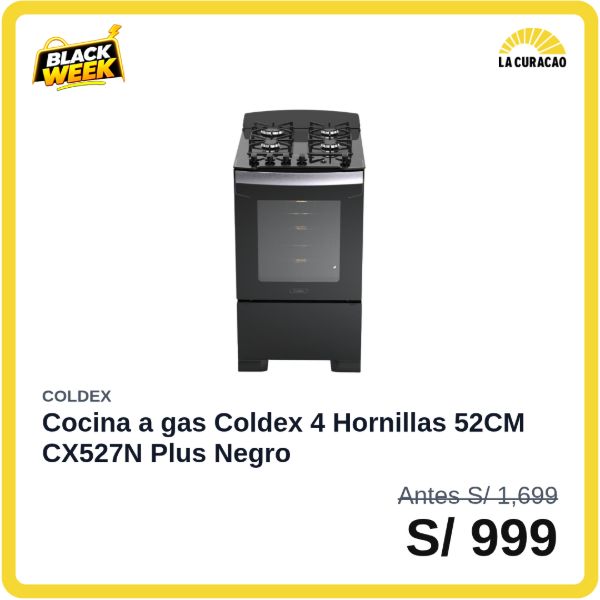 BLACK
WEEK
LA CURACAO
COLDEX
Cocina a gas Coldex 4 Hornillas 52CM
CX527N Plus Negro
Antes S/ 1,699
S/ 999